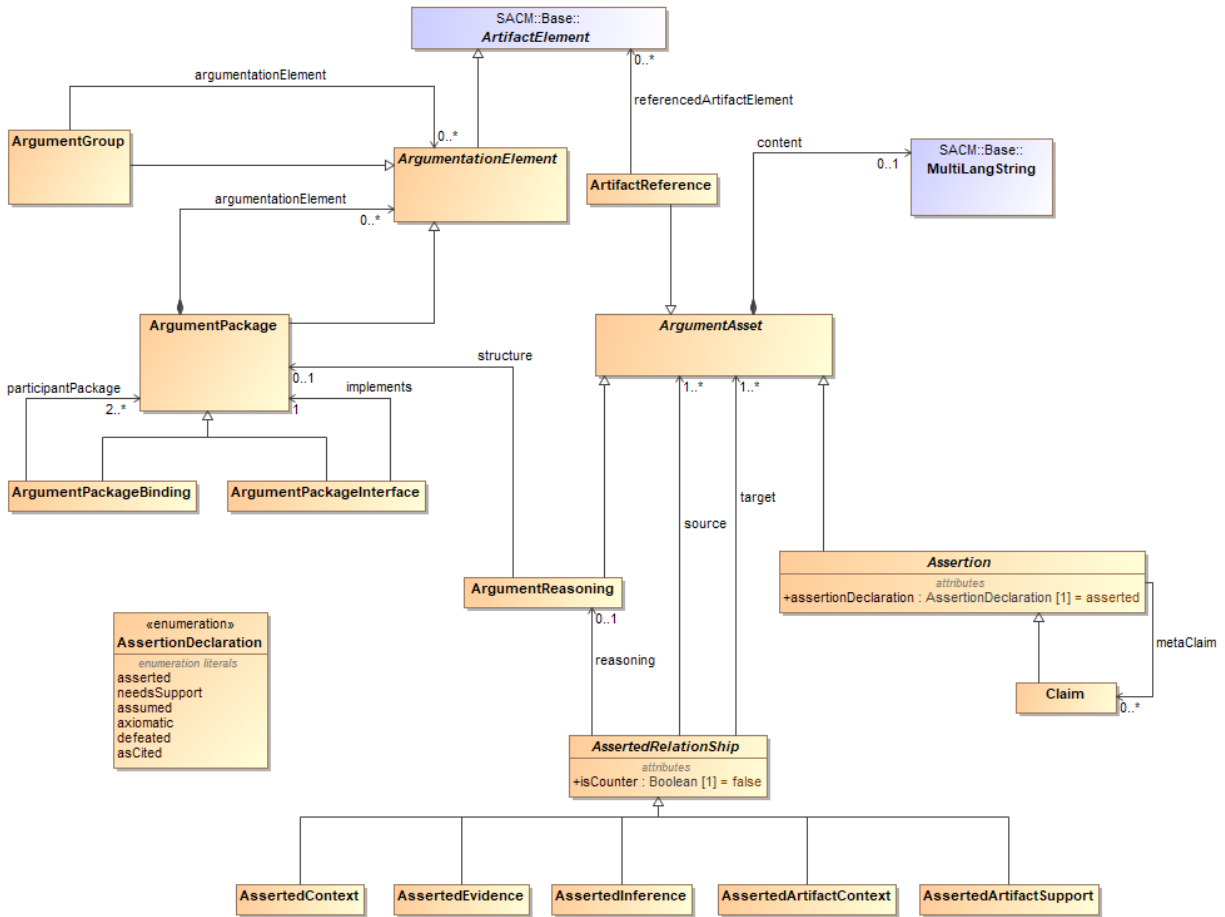 SACM::Base::
ArtifactElement
0..*
argumentationElement
referencedArtifactElement
ArgumentGroup
0..*
ArgumentationElement
content
0..1
SACM::Base::
MultiLangString
ArtifactReference
argumentationElement
0..*
ArgumentPackage
ArgumentAsset
structure
0..1
participantPackage
2..*
implements
1
1..*
1..*
ArgumentPackageBinding
ArgumentPackageInterface
target
source
Assertion
attributes
+assertionDeclaration : AssertionDeclaration [1] = asserted
ArgumentReasoning
0..1
«enumeration»
AssertionDeclaration
enumeration literals
asserted
needsSupport
assumed
axiomatic
defeated
asCited
metaClaim
reasoning
Claim
0..*
AssertedRelationShip
attributes
+isCounter : Boolean [1] = false
AssertedContext
AssertedEvidence
AssertedInference
AssertedArtifactContext
AssertedArtifactSupport